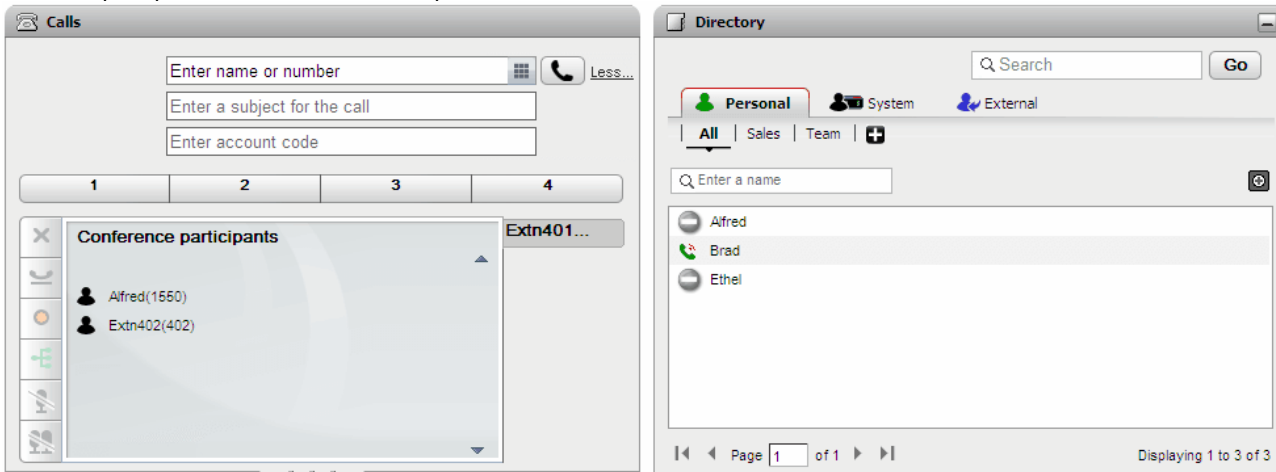 Calls
Enter name or number
Less...
Enter a subject for the call
Enter account code
1 2 3 4
Conference participants
Extn401...
Alfred(1550)
Extn402(402)
Directory
Search
Go
Personal System External
All Sales Team
Enter a name
Alfred
Brad
Ethel
Page 1 of 1
Displaying 1 to 3 of 3